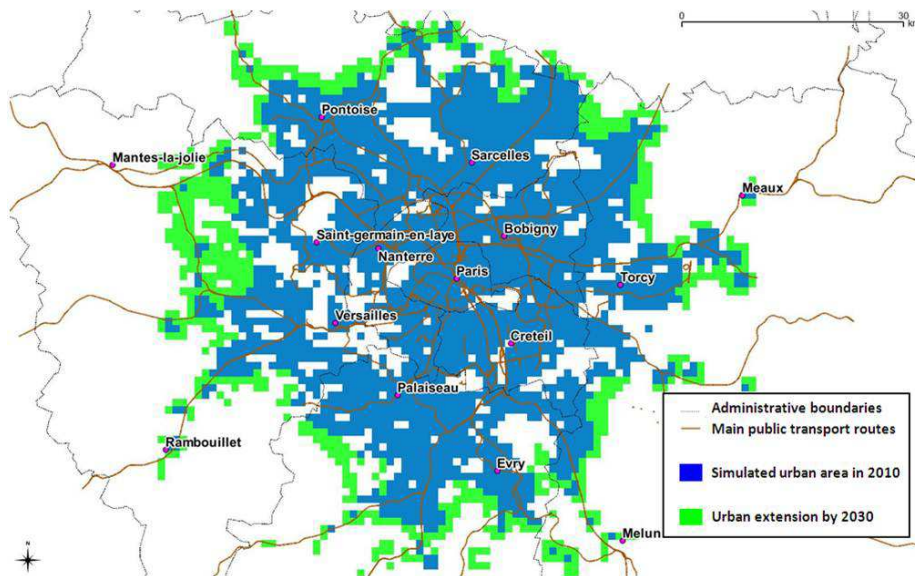 0 30
km
Pontoise
Mantes-la-jolie
Sarcelles
Meaux
Saint-germain-en-laye
Bobigny
Nanterre
Paris
Torcy
Versailles
Creteil
Palaiseau
Rambouillet
Evry
Melun
Administrative boundaries
Main public transport routes
Simulated urban area in 2010
Urban extension by 2030
N